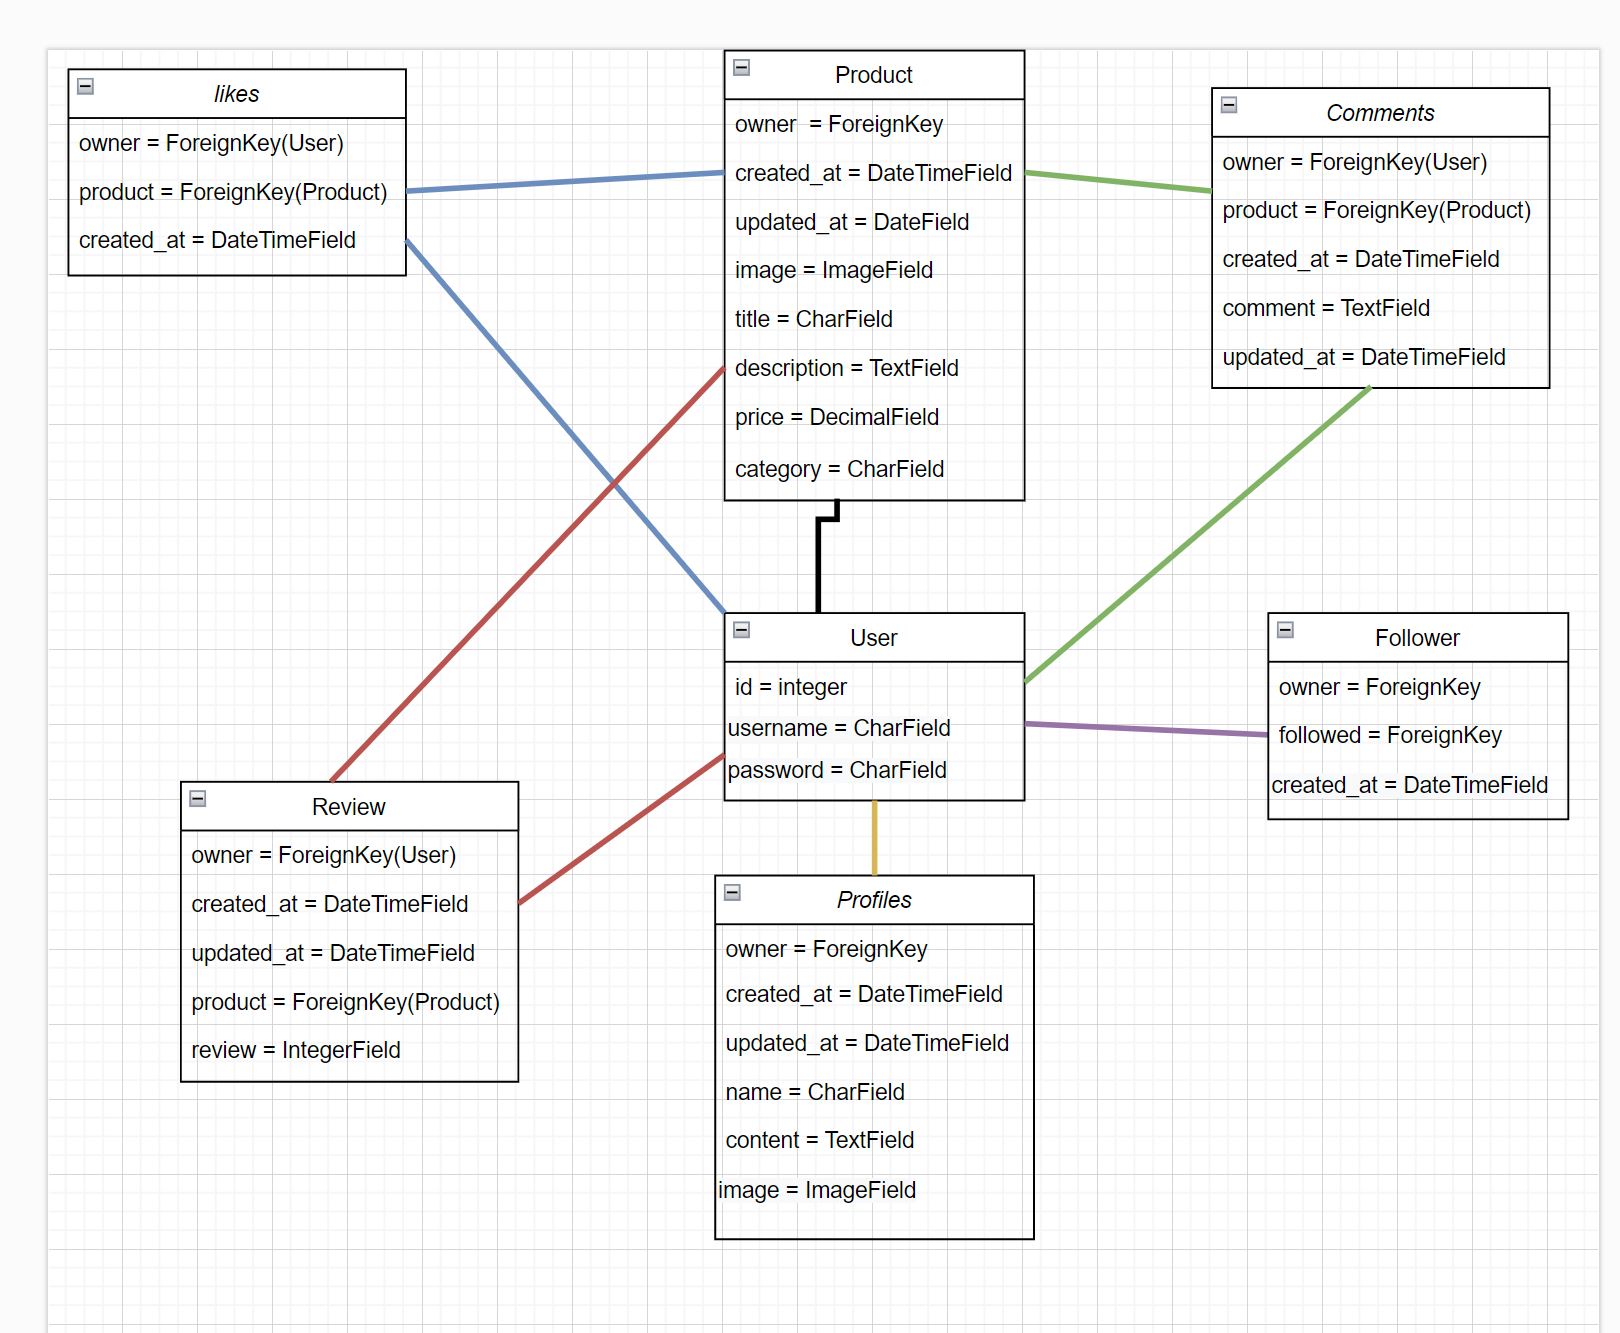 likes
owner = ForeignKey(User)
product = ForeignKey(Product)
created_at = DateTimeField
Product
owner  = ForeignKey
created_at = DateTimeField
updated_at = DateField
image = ImageField
title = CharField
description = TextField
price = DecimalField
category = CharField
Comments
owner = ForeignKey(User)
product = ForeignKey(Product)
created_at = DateTimeField
comment = TextField
updated_at = DateTimeField
User
id = integer
username = CharField
password = CharField
Follower
owner = ForeignKey
followed = ForeignKey
created_at = DateTimeField
Review
owner = ForeignKey(User)
created_at = DateTimeField
updated_at = DateTimeField
product = ForeignKey(Product)
review = IntegerField
Profiles
owner = ForeignKey
created_at = DateTimeField
updated_at = DateTimeField
name = CharField
content = TextField
image = ImageField